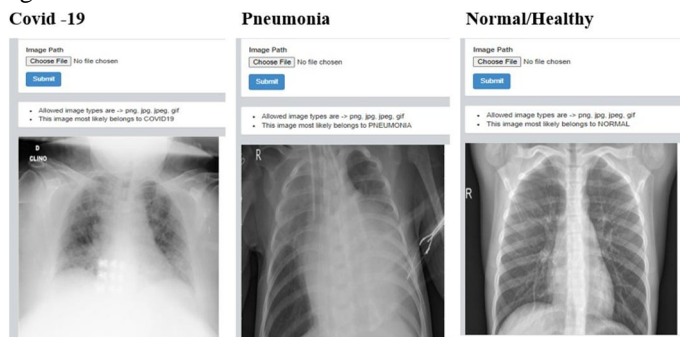 Covid -19
Image Path
Choose File No file chosen
Submit
• Allowed image types are -> png, jpg, jpeg, gif
• This image most likely belongs to COVID19
D
CLINO
Pneumonia
Image Path
Choose File No file chosen
Submit
• Allowed image types are -> png, jpg, jpeg, gif
• This image most likely belongs to PNEUMONIA
R
Normal/Healthy
Image Path
Choose File No file chosen
Submit
• Allowed image types are -> png, jpg, jpeg, gif
• This image most likely belongs to NORMAL
R